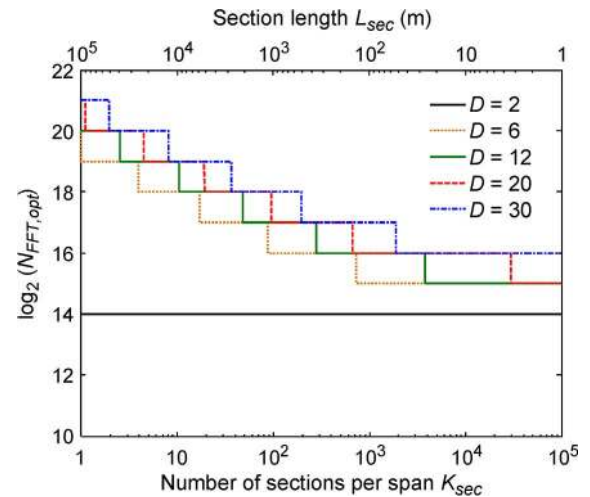 Section length L_sec (m)
10^5 10^4 10^3 100 10 1
22
20
18
16
14
12
10
log_2 (N_FFT,opt)
D = 2
D = 6
D = 12
D = 20
D = 30
1 10 10^2 10^3 10^4 10^5
Number of sections per span K_sec